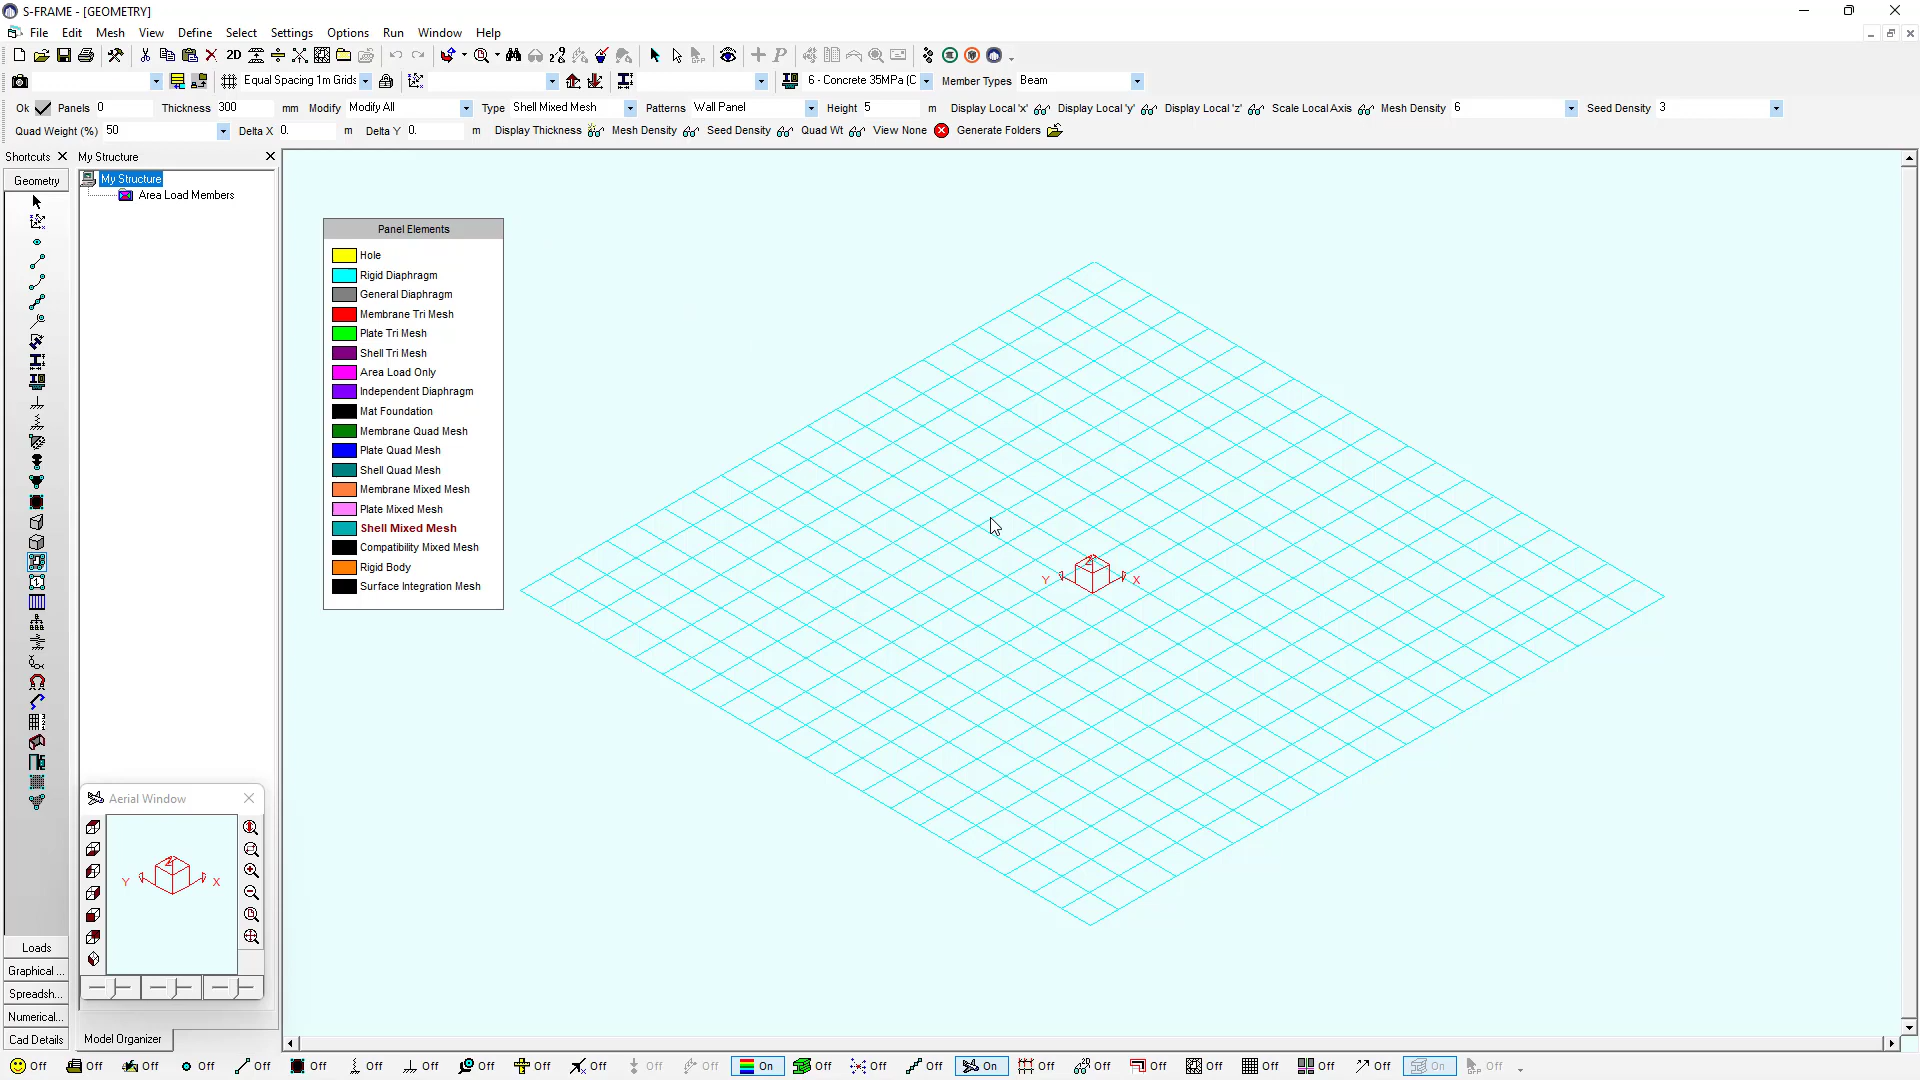 S-FRAME - [GEOMETRY]
File Edit Mesh View Define Select Settings Options Run Window Help
2D
Equal Spacing 1m Grids 6 - Concrete 35MPa (C Member Types Beam
Ok Panels 0 Thickness 300 mm Modify Modify All Type Shell Mixed Mesh Patterns Wall Panel Height 5 m Display Local 'x' Display Local 'y' Display Local 'z' Scale Local Axis Mesh Density 6 Seed Density 3
Quad Weight (%) 50 Delta X 0. m Delta Y 0. m Display Thickness Mesh Density Seed Density Quad Wt View None Generate Folders
Shortcuts My Structure
Geometry
My Structure
Area Load Members
Panel Elements
Hole
Rigid Diaphragm
General Diaphragm
Membrane Tri Mesh
Plate Tri Mesh
Shell Tri Mesh
Area Load Only
Independent Diaphragm
Mat Foundation
Membrane Quad Mesh
Plate Quad Mesh
Shell Quad Mesh
Membrane Mixed Mesh
Plate Mixed Mesh
Shell Mixed Mesh
Compatibility Mixed Mesh
Rigid Body
Surface Integration Mesh
Y Z X
Aerial Window
Y Z X
Loads
Graphical ...
Spreadsh...
Numerical...
Cad Details
Model Organizer
Off Off Off Off Off Off Off Off Off Off Off Off Off On Off Off Off On Off Off Off Off Off Off Off On Off